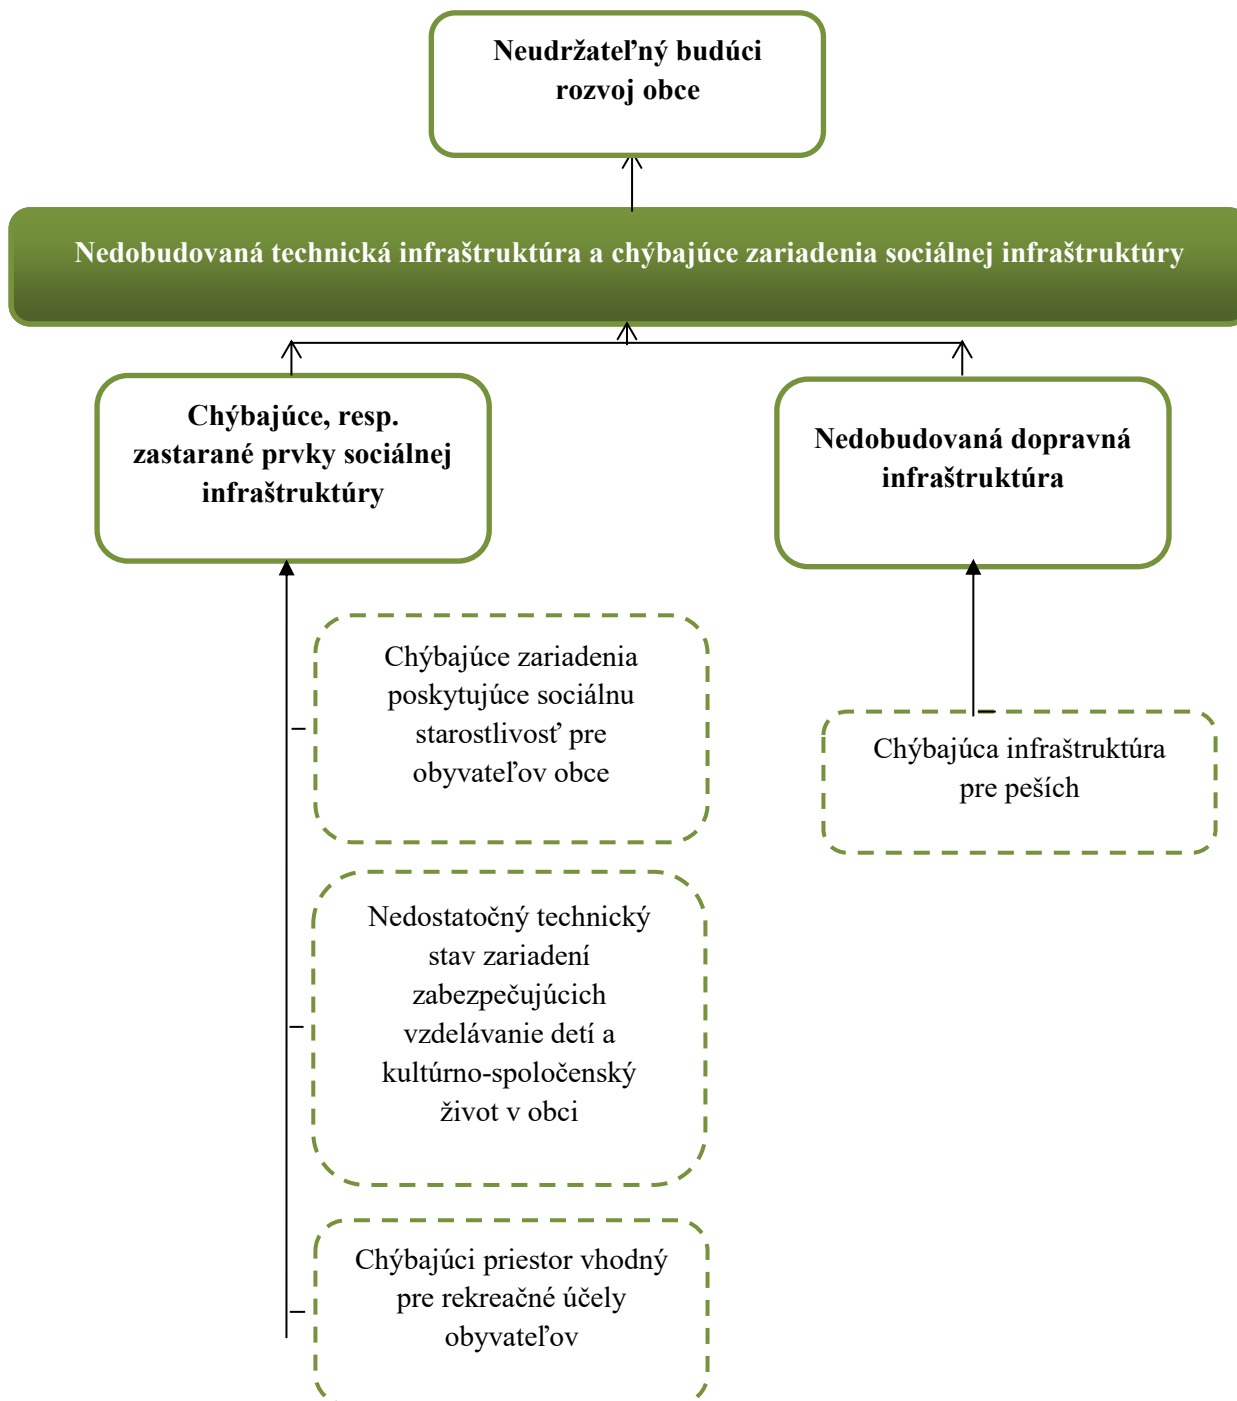 Neudržateľný budúci
rozvoj obce
Nedobudovaná technická infraštruktúra a chýbajúce zariadenia sociálnej infraštruktúry
Chýbajúce, resp.
zastarané prvky sociálnej
infraštruktúry
Nedobudovaná dopravná
infraštruktúra
Chýbajúce zariadenia
poskytujúce sociálnu
starostlivosť pre
obyvateľov obce
Chýbajúca infraštruktúra
pre peších
Nedostatočný technický
stav zariadení
zabezpečujúcich
vzdelávanie detí a
kultúrno-spoločenský
život v obci
Chýbajúci priestor vhodný
pre rekreačné účely
obyvateľov